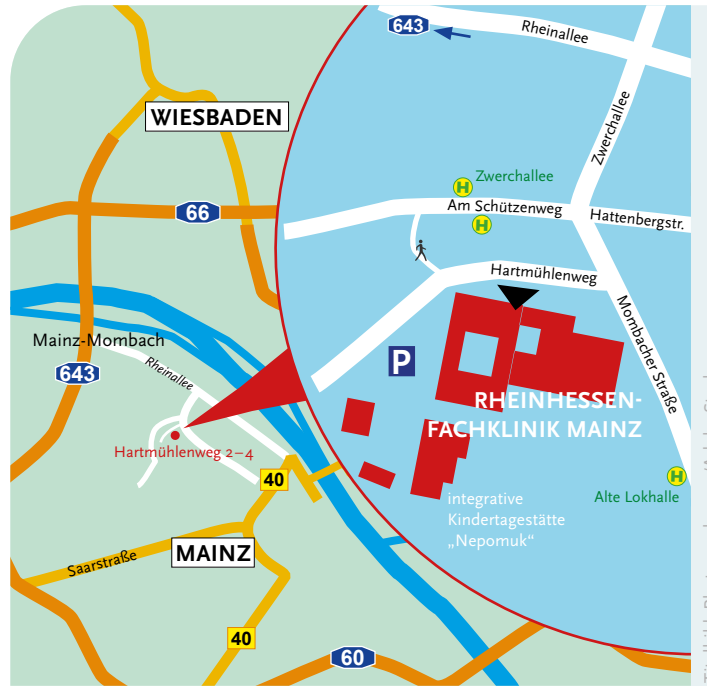 643
Rheinallee
Zwerchallee
WIESBADEN
H Zwerchallee
66
Am Schützenweg
H
Hattenbergstr.
Hartmühlenweg
Mombacher Straße
Mainz-Mombach
Rheinallee
643
P
RHEINHESSEN-
FACHKLINIK MAINZ
Hartmühlenweg 2–4
40
H
Alte Lokhalle
integrative
Kindertagestätte
„Nepomuk“
MAINZ
Saarstraße
40
60